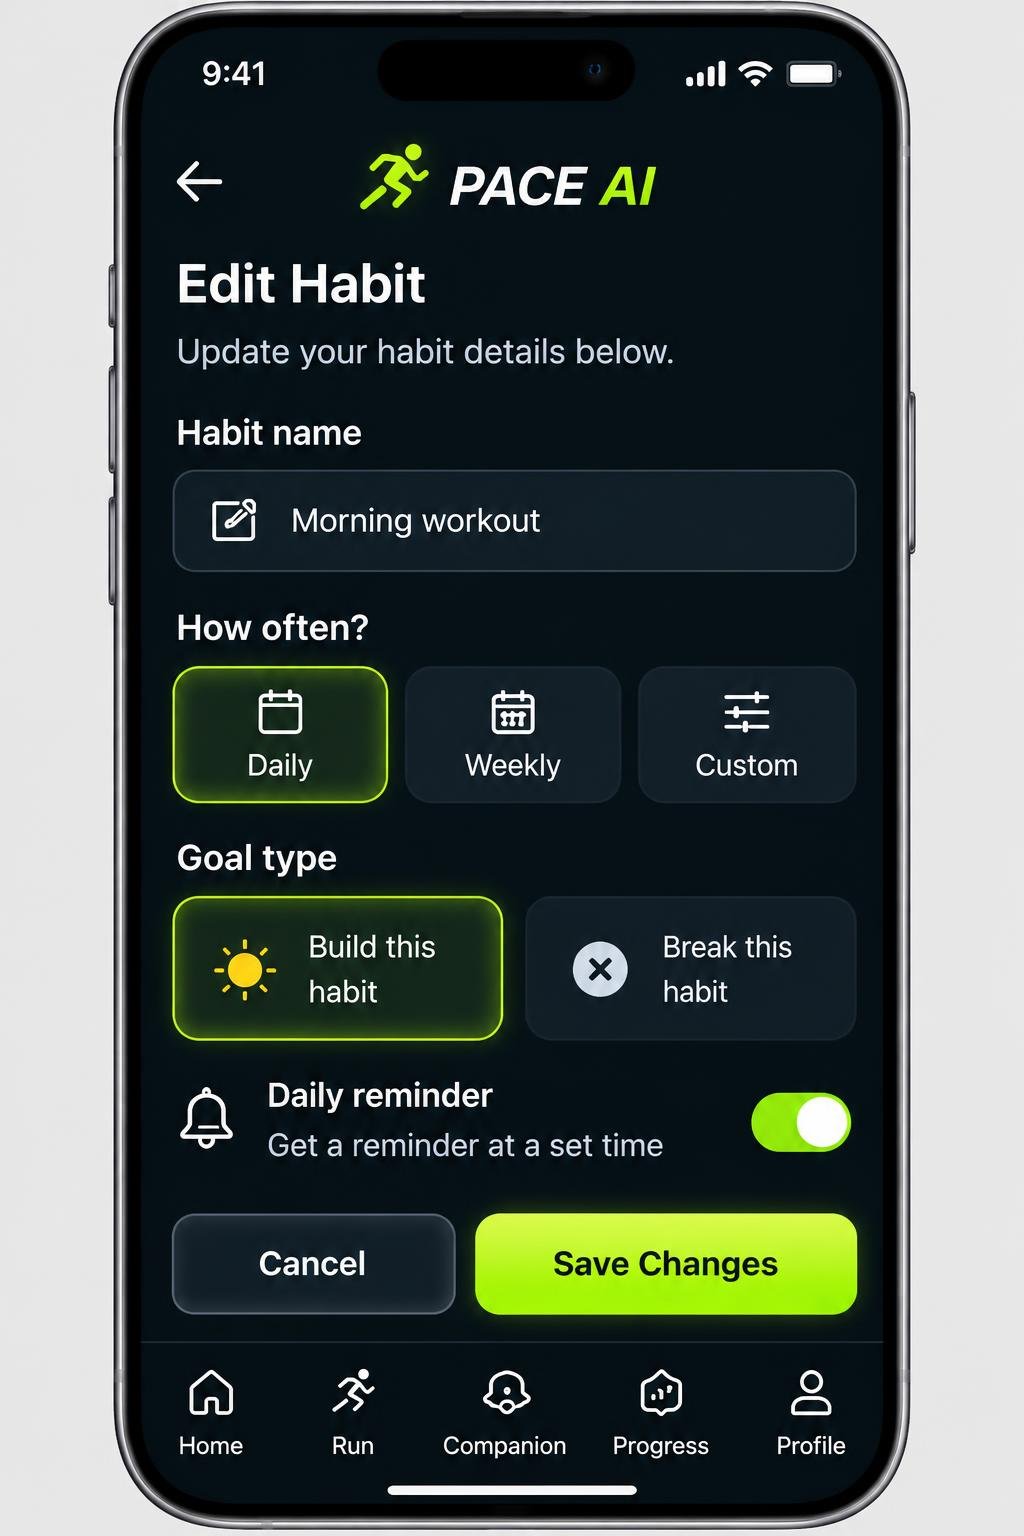 9:41
PACE AI
Edit Habit
Update your habit details below.
Habit name
Morning workout
How often?
Daily
Weekly
Custom
Goal type
Build this
habit
Break this
habit
Daily reminder
Get a reminder at a set time
Cancel
Save Changes
Home
Run
Companion
Progress
Profile